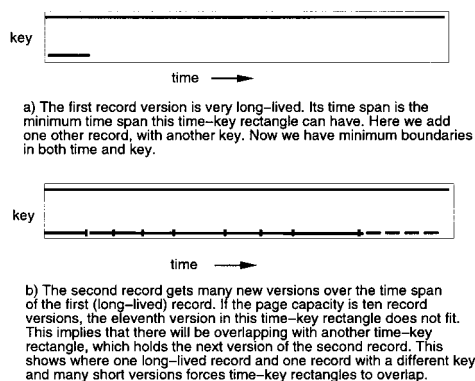 key
time
a) The first record version is very long–lived. Its time span is the
minimum time span this time–key rectangle can have. Here we add
one other record, with another key. Now we have minimum boundaries
in both time and key.
key
time
b) The second record gets many new versions over the time span
of the first (long–lived) record. If the page capacity is ten record
versions, the eleventh version in this time–key rectangle does not fit.
This implies that there will be overlapping with another time–key
rectangle, which holds the next version of the second record. This
shows where one long–lived record and one record with a different key
and many short versions forces time–key rectangles to overlap.